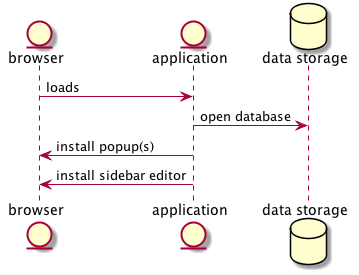 browser
application
data storage
loads
open database
install popup(s)
install sidebar editor
browser
application
data storage